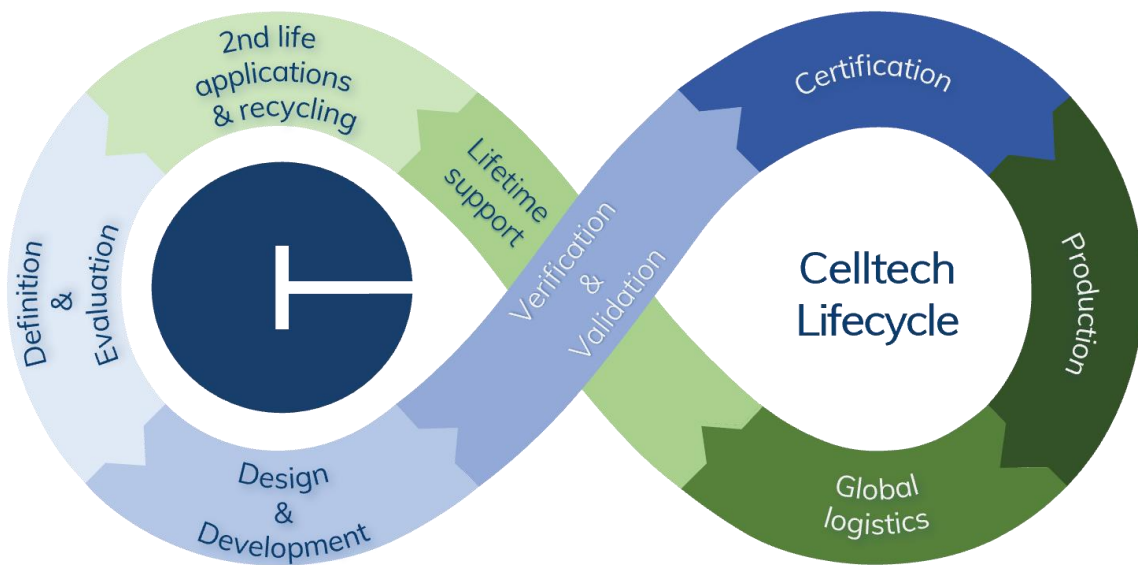 2nd life
applications
& recycling
Lifetime
support
Definition
&
Evaluation
Design
&
Development
Verification
&
Validation
Certification
Production
Global
logistics
Celltech
Lifecycle